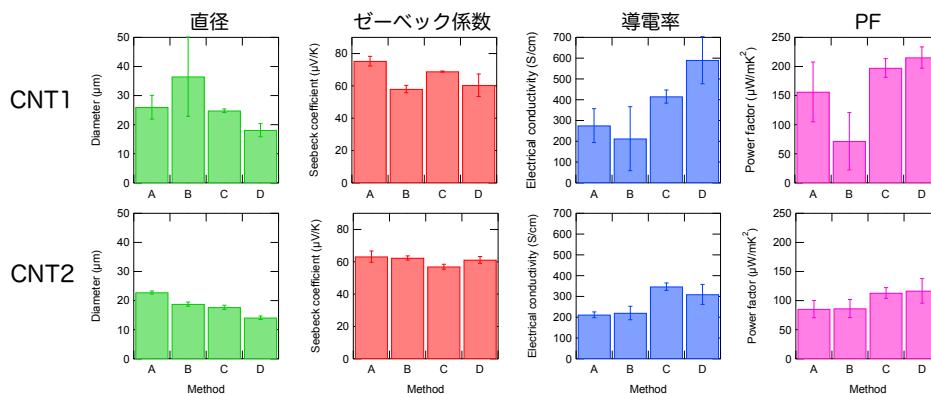 直径
ゼーベック係数
導電率
PF
CNT1
Diameter (µm)
50
40
30
20
10
0
A B C D
Seebeck coefficient (µV/K)
80
60
40
20
0
A B C D
Electrical conductivity (S/cm)
700
600
500
400
300
200
100
0
A B C D
Power factor (µW/mK²)
250
200
150
100
50
0
A B C D
CNT2
Diameter (µm)
50
40
30
20
10
0
A B C D
Method
Seebeck coefficient (µV/K)
80
60
40
20
0
A B C D
Method
Electrical conductivity (S/cm)
700
600
500
400
300
200
100
0
A B C D
Method
Power factor (µW/mK²)
250
200
150
100
50
0
A B C D
Method